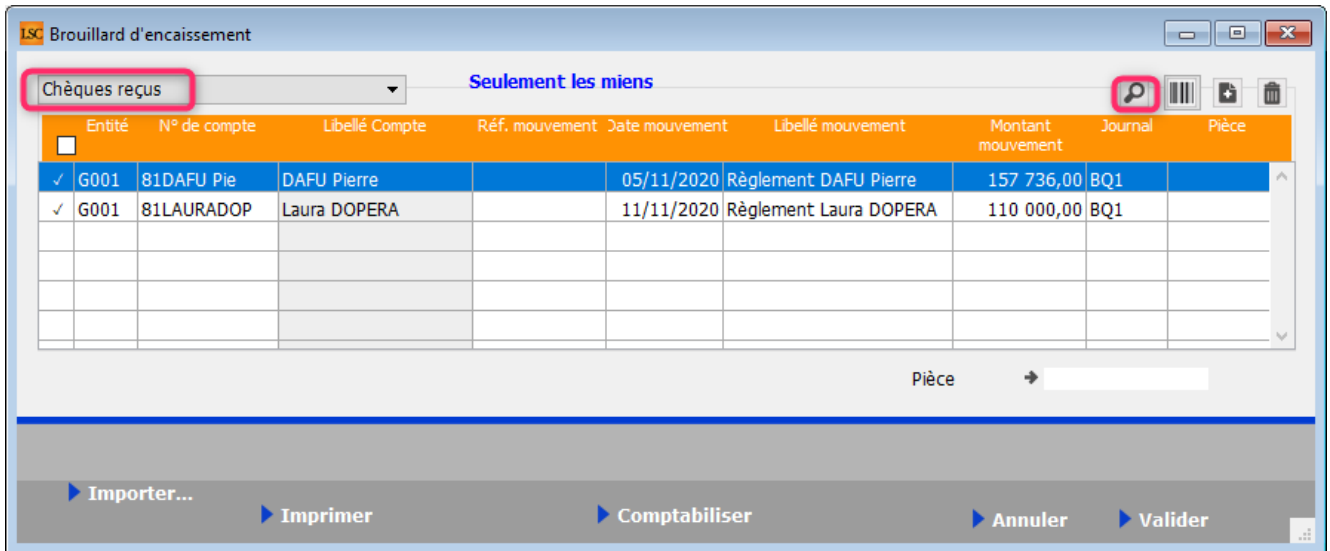 LSC Brouillard d'encaissement
Chèques reçus Seulement les miens
Entité N° de compte Libellé Compte Réf. mouvement Date mouvement Libellé mouvement Montant mouvement Journal Pièce
✓ G001 81DAFU Pie DAFU Pierre 05/11/2020 Règlement DAFU Pierre 157 736,00 BQ1
✓ G001 81LAURADOP Laura DOPERA 11/11/2020 Règlement Laura DOPERA 110 000,00 BQ1
Pièce
Importer...
Imprimer Comptabiliser Annuler Valider